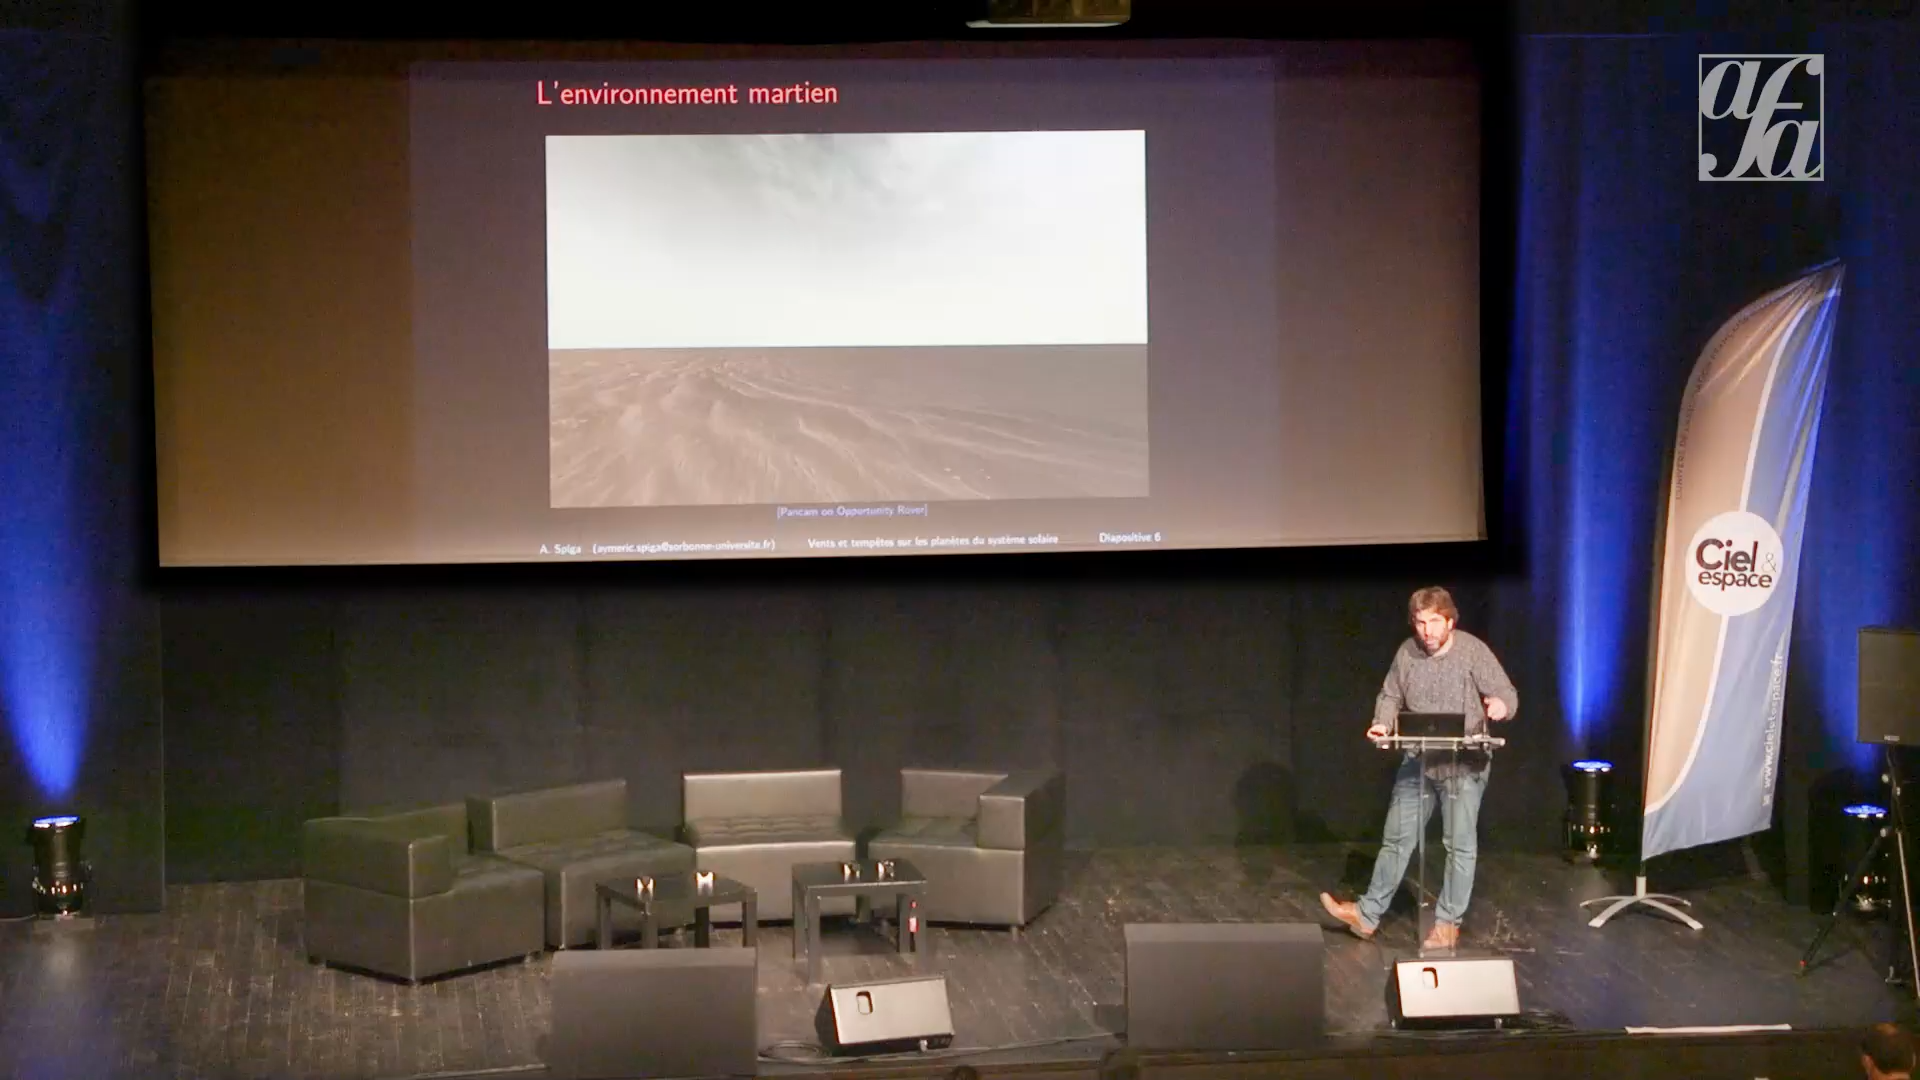 L'environnement martien
afa
[Pancam on Opportunity Rover]
A. Spiga (aymeric.spiga@sorbonne-universite.fr) Vents et tempêtes sur les planètes du système solaire Diapositive 6
Ciel &
espace
www.cieletespace.fr